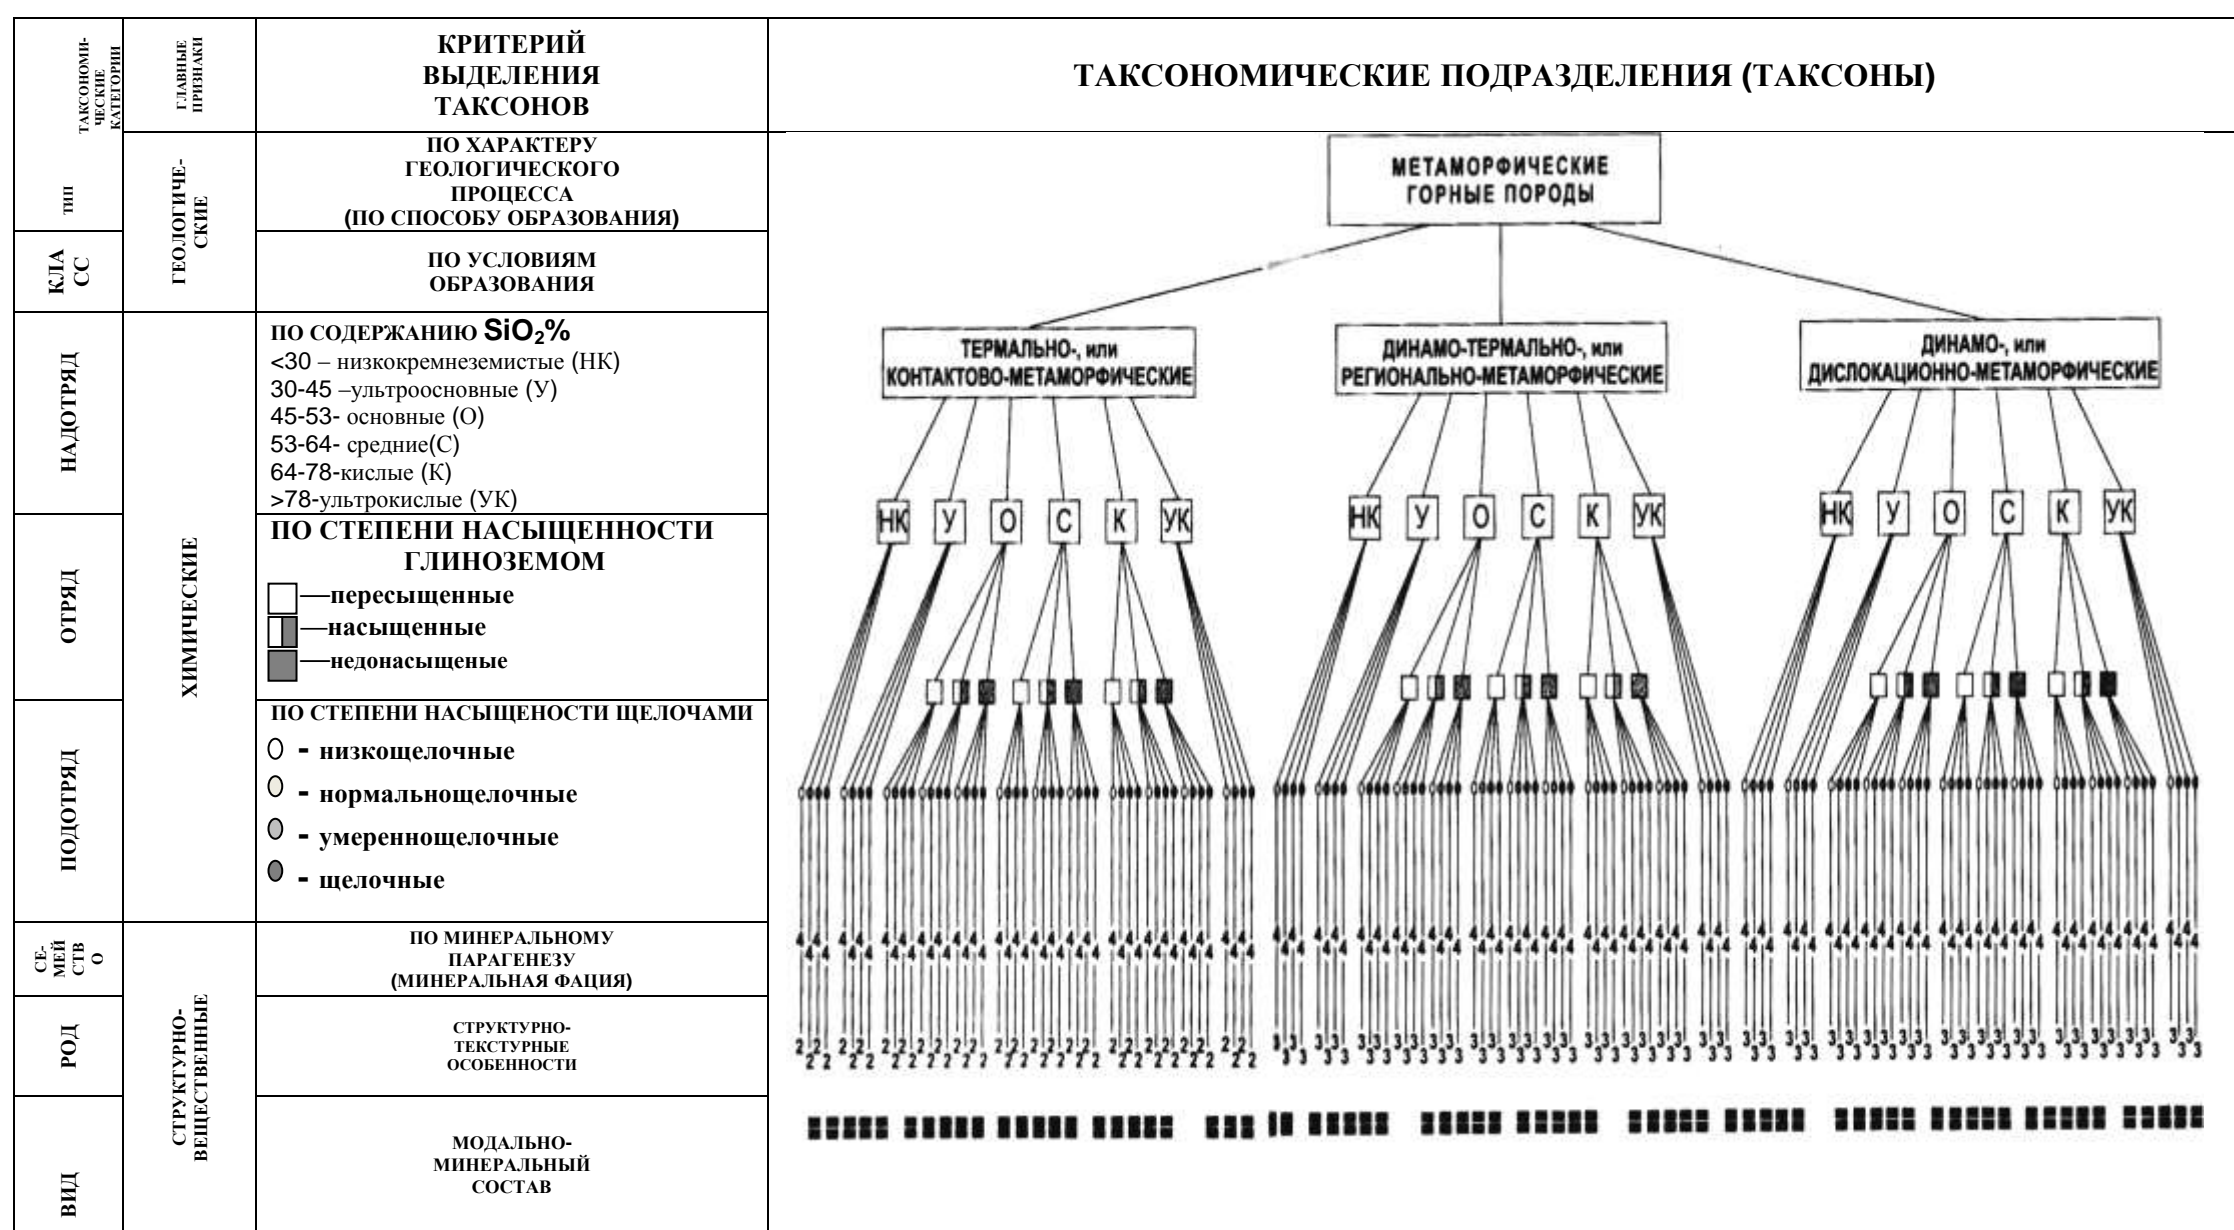 ТАКСОНОМИ-
ЧЕСКИЕ
КАТЕГОРИИ
ГЛАВНЫЕ
ПРИЗНАКИ
КРИТЕРИЙ
ВЫДЕЛЕНИЯ
ТАКСОНОВ
ТАКСОНОМИЧЕСКИЕ ПОДРАЗДЕЛЕНИЯ (ТАКСОНЫ)
ТИП
ГЕОЛОГИЧЕ-
СКИЕ
ПО ХАРАКТЕРУ
ГЕОЛОГИЧЕСКОГО
ПРОЦЕССА
(ПО СПОСОБУ ОБРАЗОВАНИЯ)
МЕТАМОРФИЧЕСКИЕ
ГОРНЫЕ ПОРОДЫ
КЛА
СС
ПО УСЛОВИЯМ
ОБРАЗОВАНИЯ
ТЕРМАЛЬНО-, или
КОНТАКТОВО-МЕТАМОРФИЧЕСКИЕ
ДИНАМО-ТЕРМАЛЬНО-, или
РЕГИОНАЛЬНО-МЕТАМОРФИЧЕСКИЕ
ДИНАМО-, или
ДИСЛОКАЦИОННО-МЕТАМОРФИЧЕСКИЕ
НАДОТРЯД
ХИМИЧЕСКИЕ
ПО СОДЕРЖАНИЮ SiO₂%
<30 – низкокремнеземистые (НК)
30-45 –ультроосновные (У)
45-53- основные (О)
53-64- средние(С)
64-78-кислые (К)
>78-ультрокислые (УК)
НК У О С К УК
НК У О С К УК
НК У О С К УК
ОТРЯД
ПО СТЕПЕНИ НАСЫЩЕННОСТИ
ГЛИНОЗЕМОМ
—пересыщенные
—насыщенные
—недонасыщеные
ПОДОТРЯД
ПО СТЕПЕНИ НАСЫЩЕНОСТИ ЩЕЛОЧАМИ
- низкощелочные
- нормальнощелочные
- умереннощелочные
- щелочные
СЕ-
МЕЙ
СТВ
О
СТРУКТУРНО-
ВЕЩЕСТВЕННЫЕ
ПО МИНЕРАЛЬНОМУ
ПАРАГЕНЕЗУ
(МИНЕРАЛЬНАЯ ФАЦИЯ)
РОД
СТРУКТУРНО-
ТЕКСТУРНЫЕ
ОСОБЕННОСТИ
ВИД
МОДАЛЬНО-
МИНЕРАЛЬНЫЙ
СОСТАВ